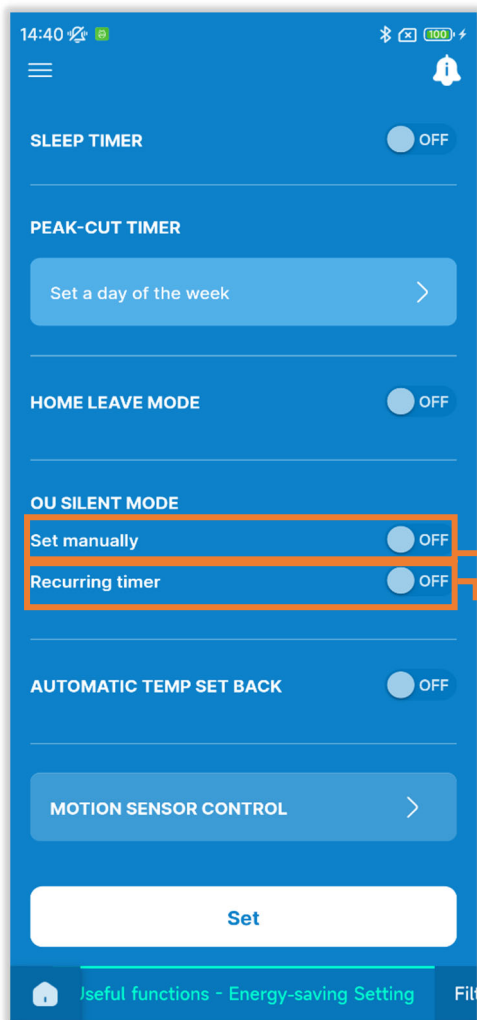 14:40
100
SLEEP TIMER OFF
PEAK-CUT TIMER
Set a day of the week
HOME LEAVE MODE OFF
OU SILENT MODE
Set manually OFF
Recurring timer OFF
AUTOMATIC TEMP SET BACK OFF
MOTION SENSOR CONTROL
Set
Useful functions - Energy-saving Setting